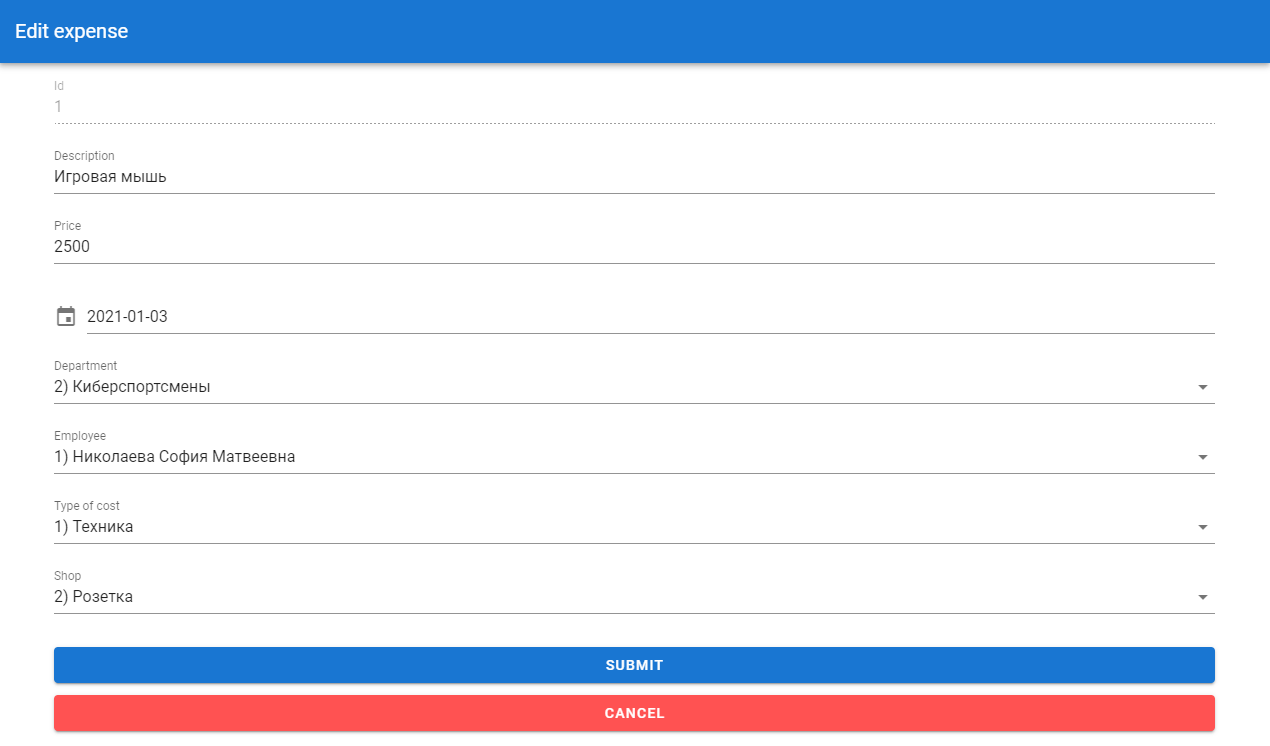 Edit expense
Id
1
Description
Игровая мышь
Price
2500
2021-01-03
Department
2) Киберспортсмены
Employee
1) Николаева София Матвеевна
Type of cost
1) Техника
Shop
2) Розетка
SUBMIT
CANCEL